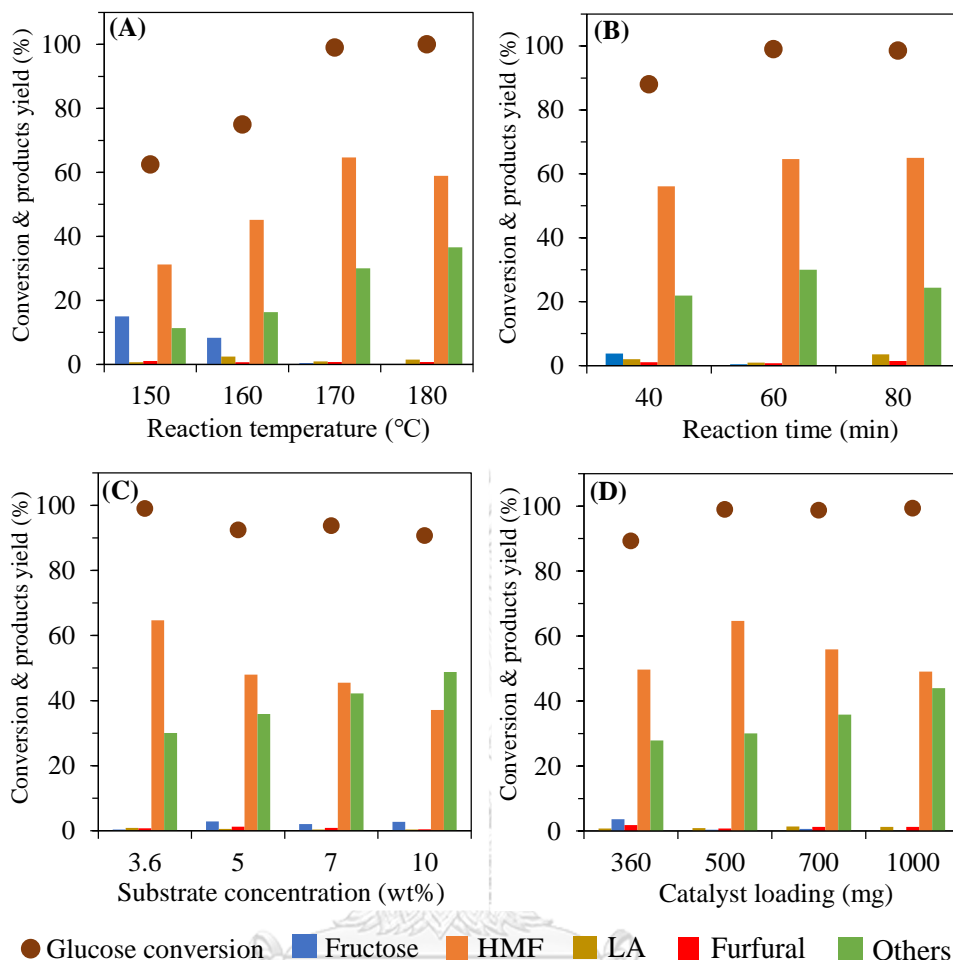 (A)
Conversion & products yield (%)
100
80
60
40
20
0
150 160 170 180
Reaction temperature (°C)
(B)
Conversion & products yield (%)
100
80
60
40
20
0
40 60 80
Reaction time (min)
(C)
Conversion & products yield (%)
100
80
60
40
20
0
3.6 5 7 10
Substrate concentration (wt%)
(D)
Conversion & products yield (%)
100
80
60
40
20
0
360 500 700 1000
Catalyst loading (mg)
Glucose conversion Fructose HMF LA Furfural Others